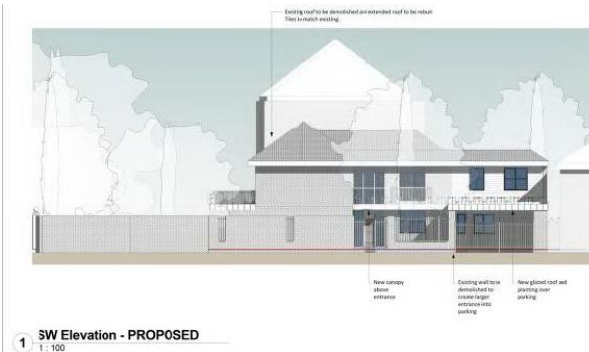 Existing roof to be demolished and extended roof to be rebuilt
Tiles to match existing
New canopy
above
entrance
Existing wall to be
demolished to
create larger
entrance into
parking
New glazed roof and
planting over
parking
1 SW Elevation - PROPOSED
1 : 100